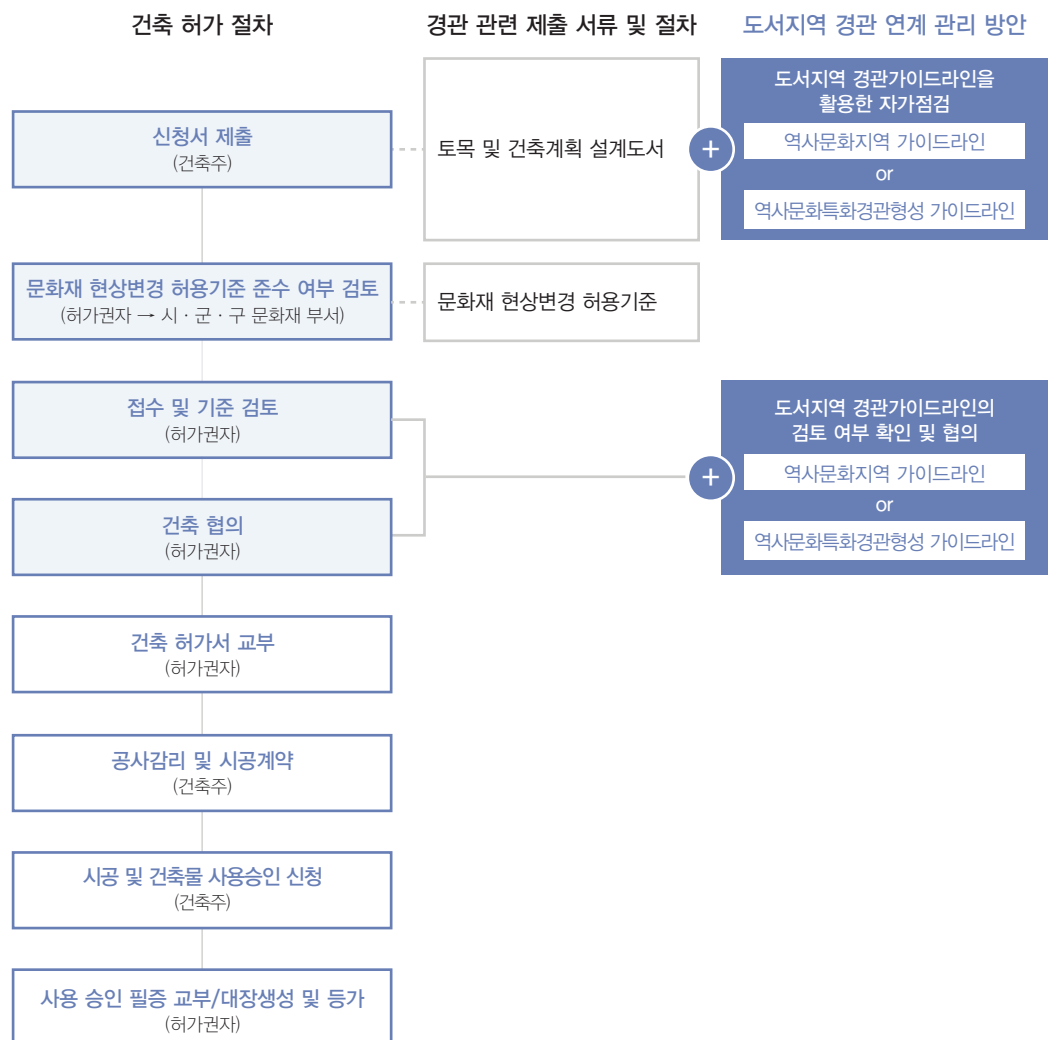 건축 허가 절차
경관 관련 제출 서류 및 절차
도서지역 경관 연계 관리 방안
신청서 제출
(건축주)
토목 및 건축계획 설계도서
+
도서지역 경관가이드라인을
활용한 자가점검
역사문화지역 가이드라인
or
역사문화특화경관형성 가이드라인
문화재 현상변경 허용기준 준수 여부 검토
(허가권자 → 시 · 군 · 구 문화재 부서)
문화재 현상변경 허용기준
접수 및 기준 검토
(허가권자)
건축 협의
(허가권자)
+
도서지역 경관가이드라인의
검토 여부 확인 및 협의
역사문화지역 가이드라인
or
역사문화특화경관형성 가이드라인
건축 허가서 교부
(허가권자)
공사감리 및 시공계약
(건축주)
시공 및 건축물 사용승인 신청
(건축주)
사용 승인 필증 교부/대장생성 및 등가
(허가권자)